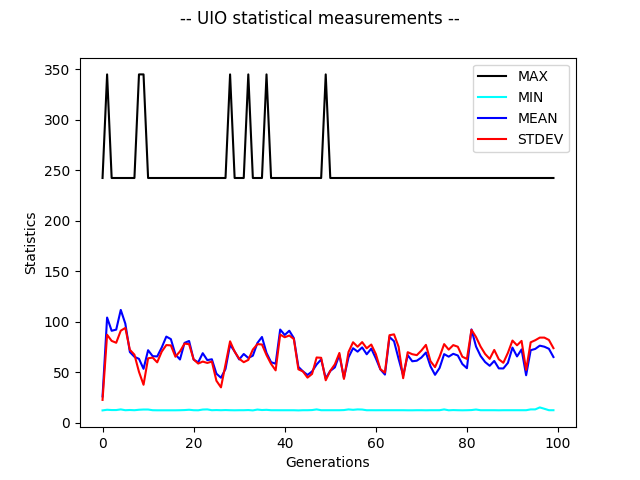 -- UIO statistical measurements --
350
300
250
200
150
100
50
0
Statistics
MAX
MIN
MEAN
STDEV
0 20 40 60 80 100
Generations